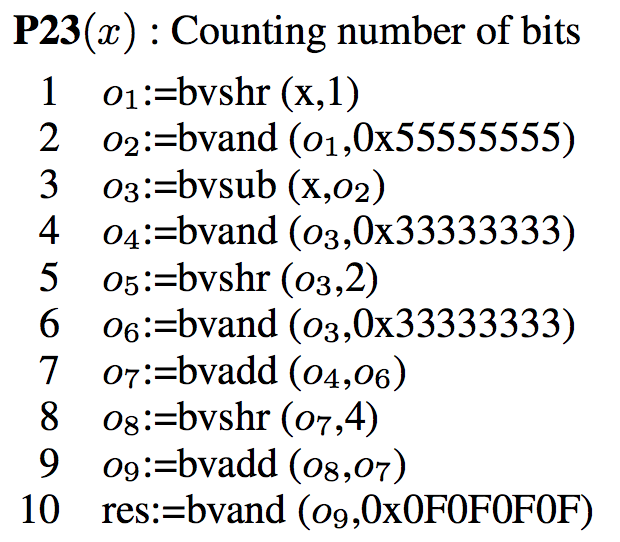 P23(x) : Counting number of bits
1 o1:=bvshr (x,1)
2 o2:=bvand (o1,0x55555555)
3 o3:=bvsub (x,o2)
4 o4:=bvand (o3,0x33333333)
5 o5:=bvshr (o3,2)
6 o6:=bvand (o3,0x33333333)
7 o7:=bvadd (o4,o6)
8 o8:=bvshr (o7,4)
9 o9:=bvadd (o8,o7)
10 res:=bvand (o9,0x0F0F0F0F)